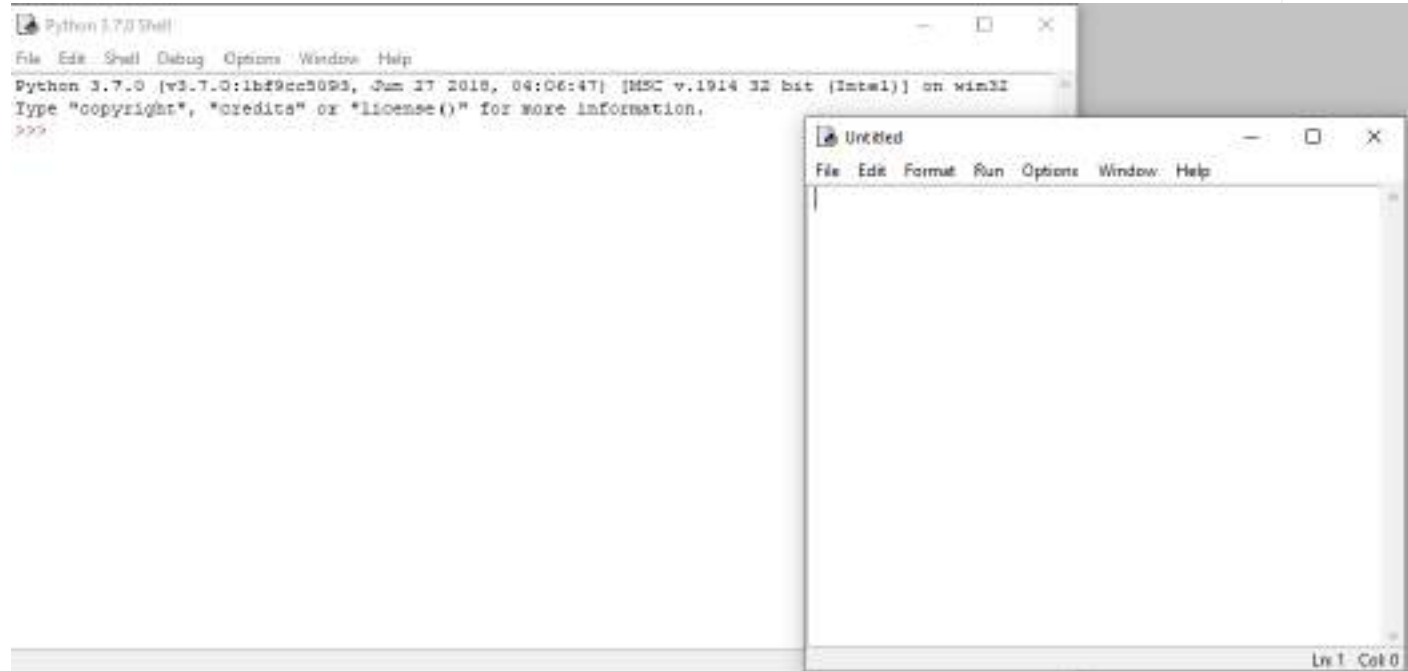 Python 3.7.0 Shell
File Edit Shell Debug Options Window Help
Python 3.7.0 (v3.7.0:1bf9cc5093, Jun 27 2018, 04:06:47) [MSC v.1914 32 bit (Intel)] on win32
Type "copyright", "credits" or "license()" for more information.
>>>
Untitled
File Edit Format Run Options Window Help
Ln: 1 Col: 0